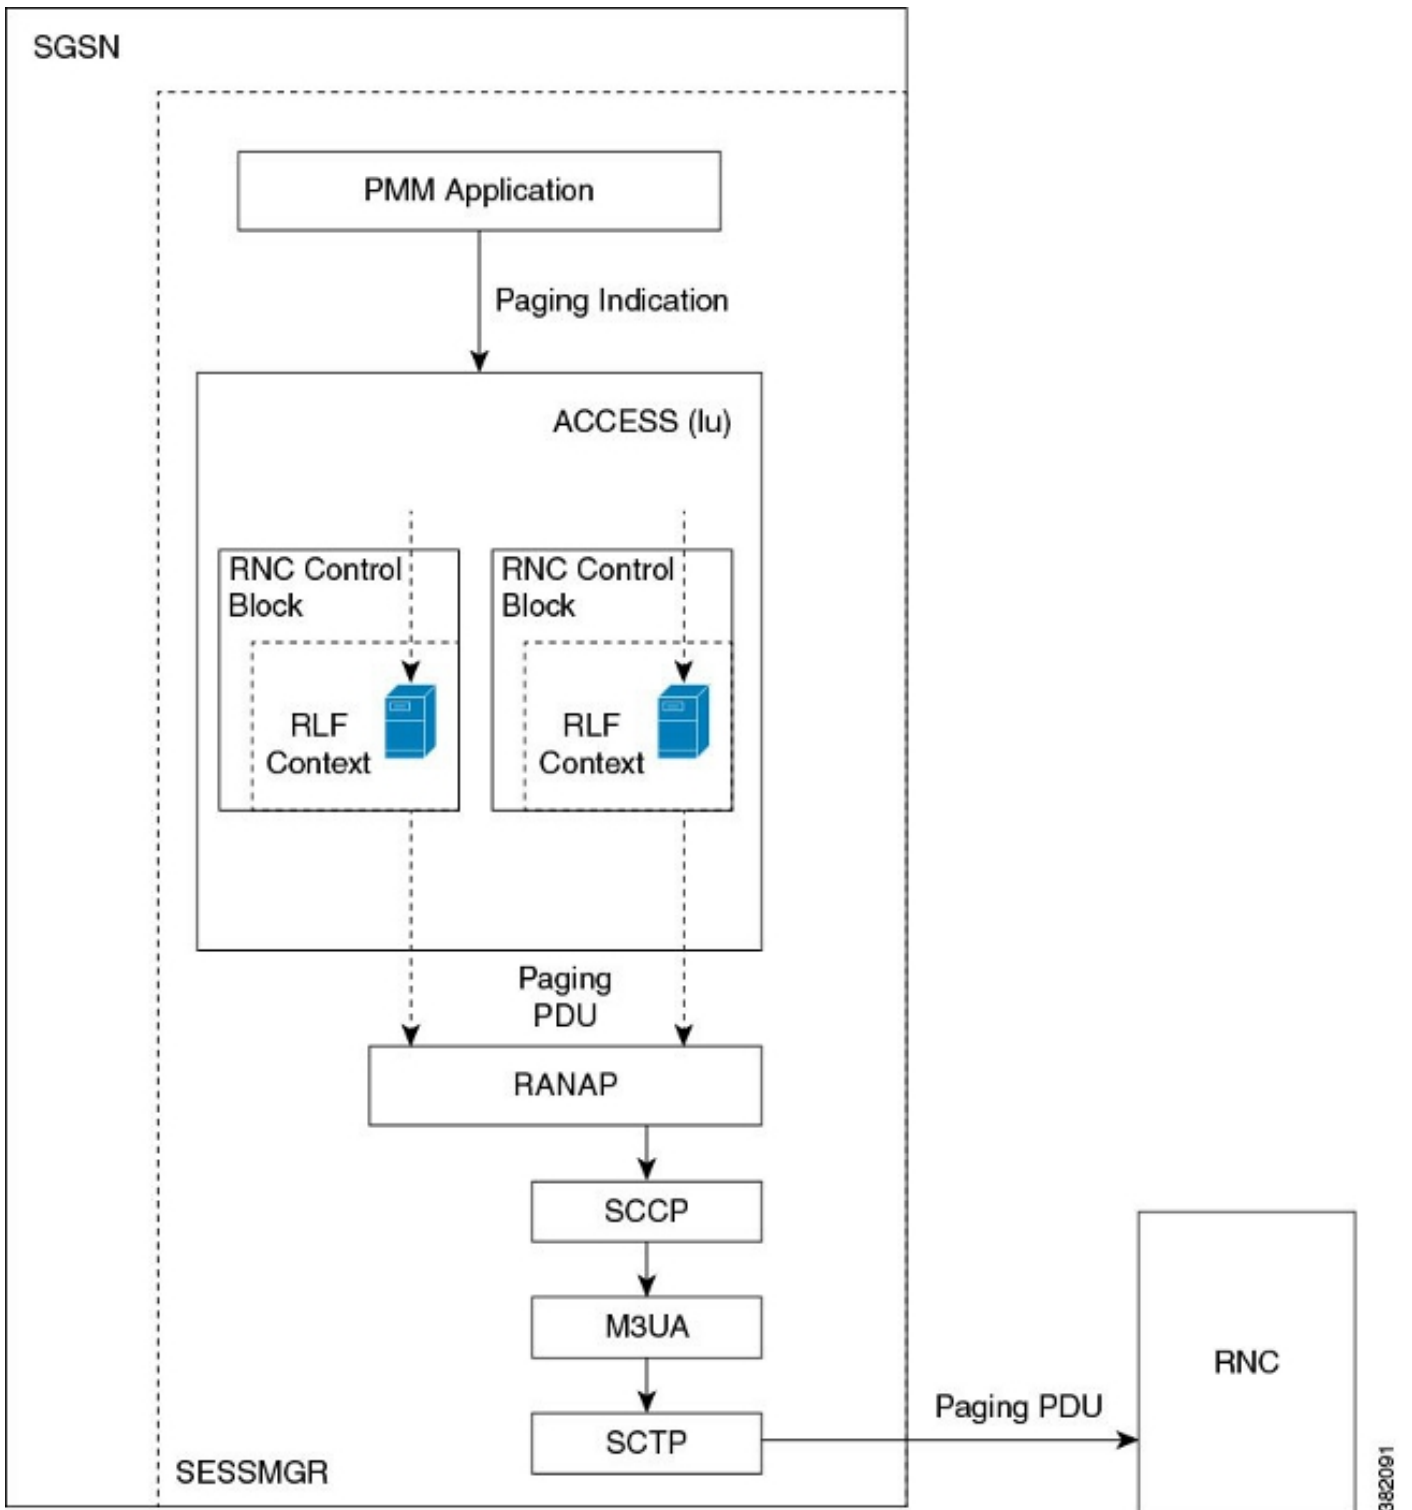 SGSN
PMM Application
Paging Indication
ACCESS (Iu)
RNC Control
Block
RLF
Context
RNC Control
Block
RLF
Context
Paging
PDU
RANAP
SCCP
M3UA
SCTP
SESSMGR
Paging PDU
RNC
382091